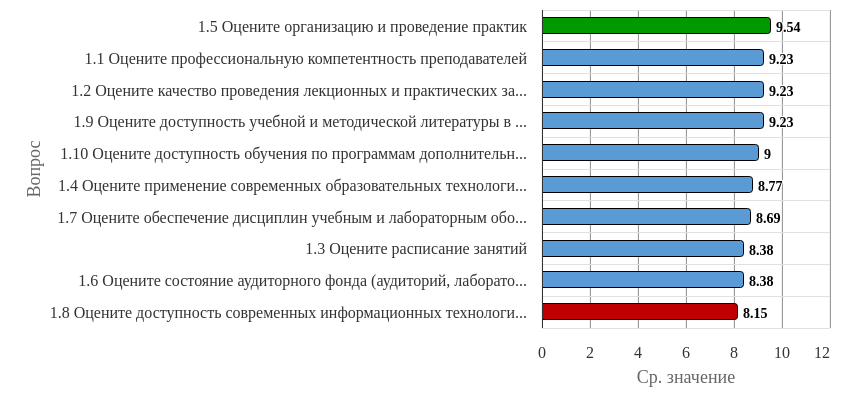 1.5 Оцените организацию и проведение практик 9.54
1.1 Оцените профессиональную компетентность преподавателей 9.23
1.2 Оцените качество проведения лекционных и практических за... 9.23
1.9 Оцените доступность учебной и методической литературы в ... 9.23
1.10 Оцените доступность обучения по программам дополнительн... 9
1.4 Оцените применение современных образовательных технологи... 8.77
1.7 Оцените обеспечение дисциплин учебным и лабораторным обо... 8.69
1.3 Оцените расписание занятий 8.38
1.6 Оцените состояние аудиторного фонда (аудиторий, лаборато... 8.38
1.8 Оцените доступность современных информационных технологи... 8.15
Вопрос
0 2 4 6 8 10 12
Ср. значение